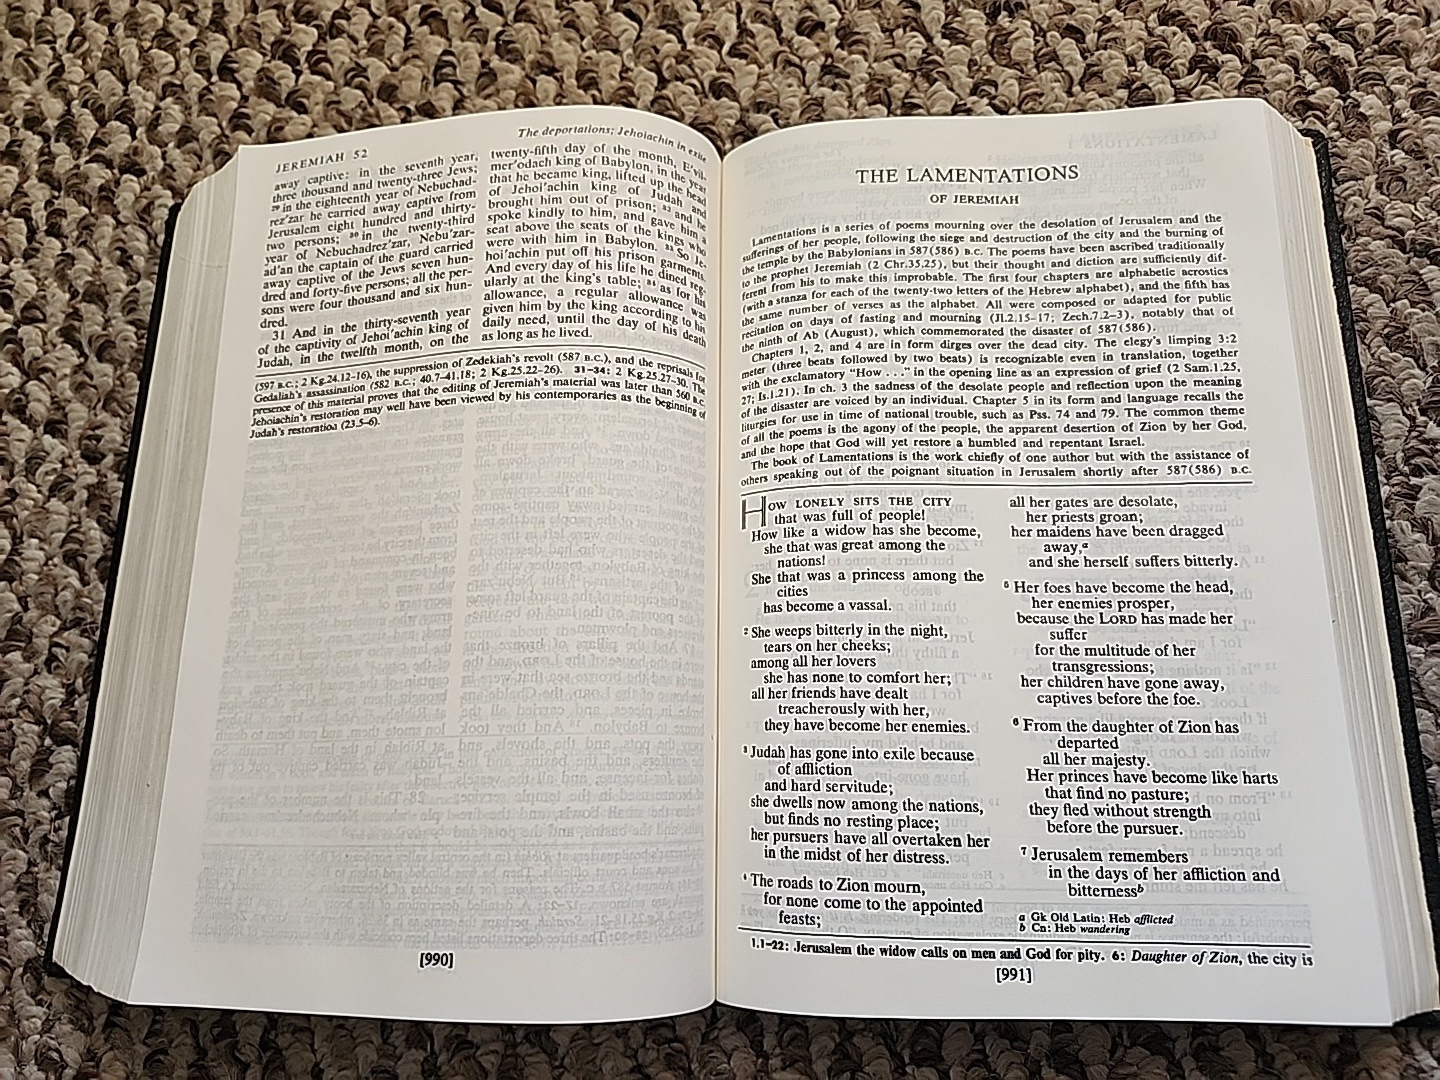 JEREMIAH 52
The deportations; Jehoiachin in exile
away captive: in the seventh year,
three thousand and twenty-three Jews;
²⁹ in the eighteenth year of Nebuchad-
rez′zar he carried away captive from
Jerusalem eight hundred and thirty-
two persons; ³⁰ in the twenty-third
year of Nebuchadrez′zar, Nebu′zar-
ad′an the captain of the guard carried
away captive of the Jews seven hun-
dred and forty-five persons; all the per-
sons were four thousand and six hun-
dred.
31 And in the thirty-seventh year
of the captivity of Jehoi′achin king of
Judah, in the twelfth month, on the
twenty-fifth day of the month, E′vil-
mer′odach king of Babylon, in the year
that he became king, lifted up the head
of Jehoi′achin king of Judah and
brought him out of prison; ³² and he
spoke kindly to him, and gave him a
seat above the seats of the kings who
were with him in Babylon. ³³ So Je-
hoi′achin put off his prison garments.
And every day of his life he dined reg-
ularly at the king's table; ³⁴ as for his
allowance, a regular allowance was
given him by the king according to his
daily need, until the day of his death
as long as he lived.
(597 B.C.; 2 Kg.24.12-16), the suppression of Zedekiah's revolt (587 B.C.), and the reprisals for
Gedaliah's assassination (582 B.C.; 40.7-41.18; 2 Kg.25.22-26). 31-34: 2 Kg.25.27-30. The
presence of this material proves that the editing of Jeremiah's material was later than 560 B.C.
Jehoiachin's restoration may well have been viewed by his contemporaries as the beginning of
Judah's restoration (23.5-6).
[990]
THE LAMENTATIONS
OF JEREMIAH
Lamentations is a series of poems mourning over the desolation of Jerusalem and the
sufferings of her people, following the siege and destruction of the city and the burning of
the temple by the Babylonians in 587(586) B.C. The poems have been ascribed traditionally
to the prophet Jeremiah (2 Chr.35.25), but their thought and diction are sufficiently dif-
ferent from his to make this improbable. The first four chapters are alphabetic acrostics
(with a stanza for each of the twenty-two letters of the Hebrew alphabet), and the fifth has
the same number of verses as the alphabet. All were composed or adapted for public
recitation on days of fasting and mourning (Jl.2.15-17; Zech.7.2-3), notably that of
the ninth of Ab (August), which commemorated the disaster of 587(586).
Chapters 1, 2, and 4 are in form dirges over the dead city. The elegy's limping 3:2
meter (three beats followed by two beats) is recognizable even in translation, together
with the exclamatory "How . . ." in the opening line as an expression of grief (2 Sam.1.25,
27; Is.1.21). In ch. 3 the sadness of the desolate people and reflection upon the meaning
of the disaster are voiced by an individual. Chapter 5 in its form and language recalls the
liturgies for use in time of national trouble, such as Pss. 74 and 79. The common theme
of all the poems is the agony of the people, the apparent desertion of Zion by her God,
and the hope that God will yet restore a humbled and repentant Israel.
The book of Lamentations is the work chiefly of one author but with the assistance of
others speaking out of the poignant situation in Jerusalem shortly after 587(586) B.C.
HOW LONELY SITS THE CITY
that was full of people!
How like a widow has she become,
she that was great among the
nations!
She that was a princess among the
cities
has become a vassal.
² She weeps bitterly in the night,
tears on her cheeks;
among all her lovers
she has none to comfort her;
all her friends have dealt
treacherously with her,
they have become her enemies.
³ Judah has gone into exile because
of affliction
and hard servitude;
she dwells now among the nations,
but finds no resting place;
her pursuers have all overtaken her
in the midst of her distress.
⁴ The roads to Zion mourn,
for none come to the appointed
feasts;
all her gates are desolate,
her priests groan;
her maidens have been dragged
away,ᵃ
and she herself suffers bitterly.
⁵ Her foes have become the head,
her enemies prosper,
because the LORD has made her
suffer
for the multitude of her
transgressions;
her children have gone away,
captives before the foe.
⁶ From the daughter of Zion has
departed
all her majesty.
Her princes have become like harts
that find no pasture;
they fled without strength
before the pursuer.
⁷ Jerusalem remembers
in the days of her affliction and
bitternessᵇ
a Gk Old Latin: Heb afflicted
b Cn: Heb wandering
1.1-22: Jerusalem the widow calls on men and God for pity. 6: Daughter of Zion, the city is
[991]